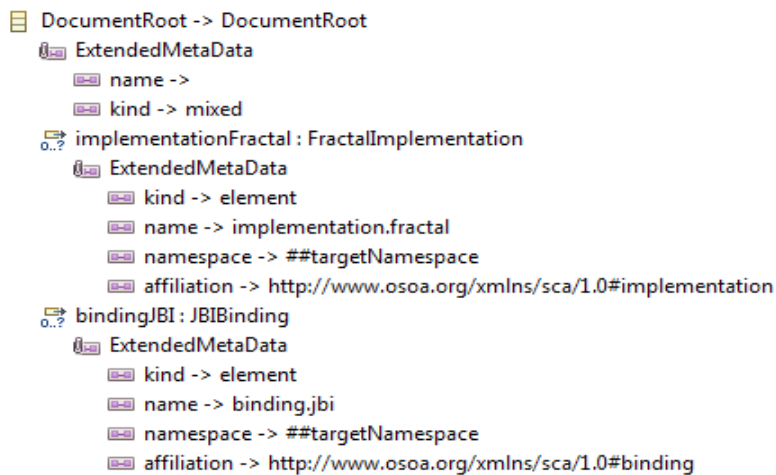 DocumentRoot -> DocumentRoot
ExtendedMetaData
name ->
kind -> mixed
0..? implementationFractal : FractalImplementation
ExtendedMetaData
kind -> element
name -> implementation.fractal
namespace -> ##targetNamespace
affiliation -> http://www.osoa.org/xmlns/sca/1.0#implementation
0..? bindingJBI : JBIBinding
ExtendedMetaData
kind -> element
name -> binding.jbi
namespace -> ##targetNamespace
affiliation -> http://www.osoa.org/xmlns/sca/1.0#binding